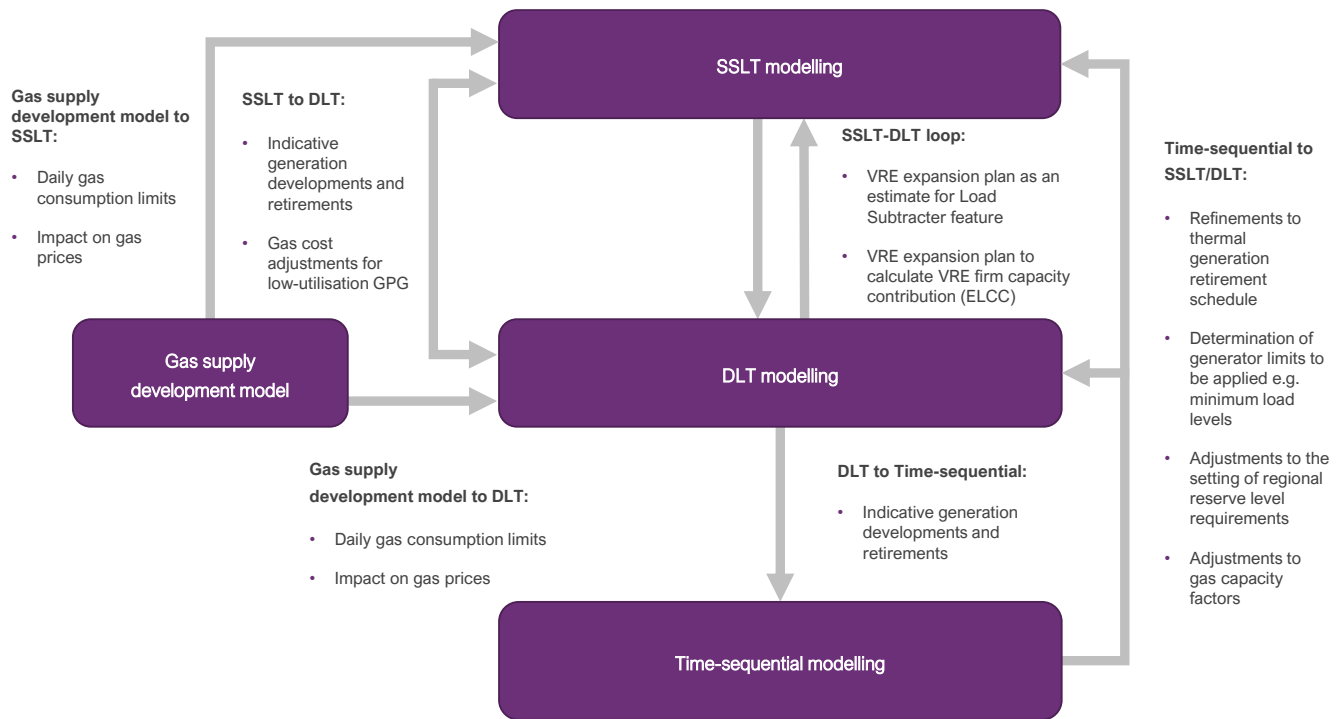 SSLT modelling
Gas supply
development model to
SSLT:
• Daily gas
consumption limits
• Impact on gas
prices
SSLT to DLT:
• Indicative
generation
developments and
retirements
• Gas cost
adjustments for
low-utilisation GPG
SSLT-DLT loop:
• VRE expansion plan as an
estimate for Load
Subtracter feature
• VRE expansion plan to
calculate VRE firm capacity
contribution (ELCC)
Time-sequential to
SSLT/DLT:
• Refinements to
thermal
generation
retirement
schedule
• Determination of
generator limits to
be applied e.g.
minimum load
levels
• Adjustments to the
setting of regional
reserve level
requirements
• Adjustments to
gas capacity
factors
Gas supply
development model
DLT modelling
Gas supply
development model to DLT:
• Daily gas consumption limits
• Impact on gas prices
DLT to Time-sequential:
• Indicative generation
developments and
retirements
Time-sequential modelling